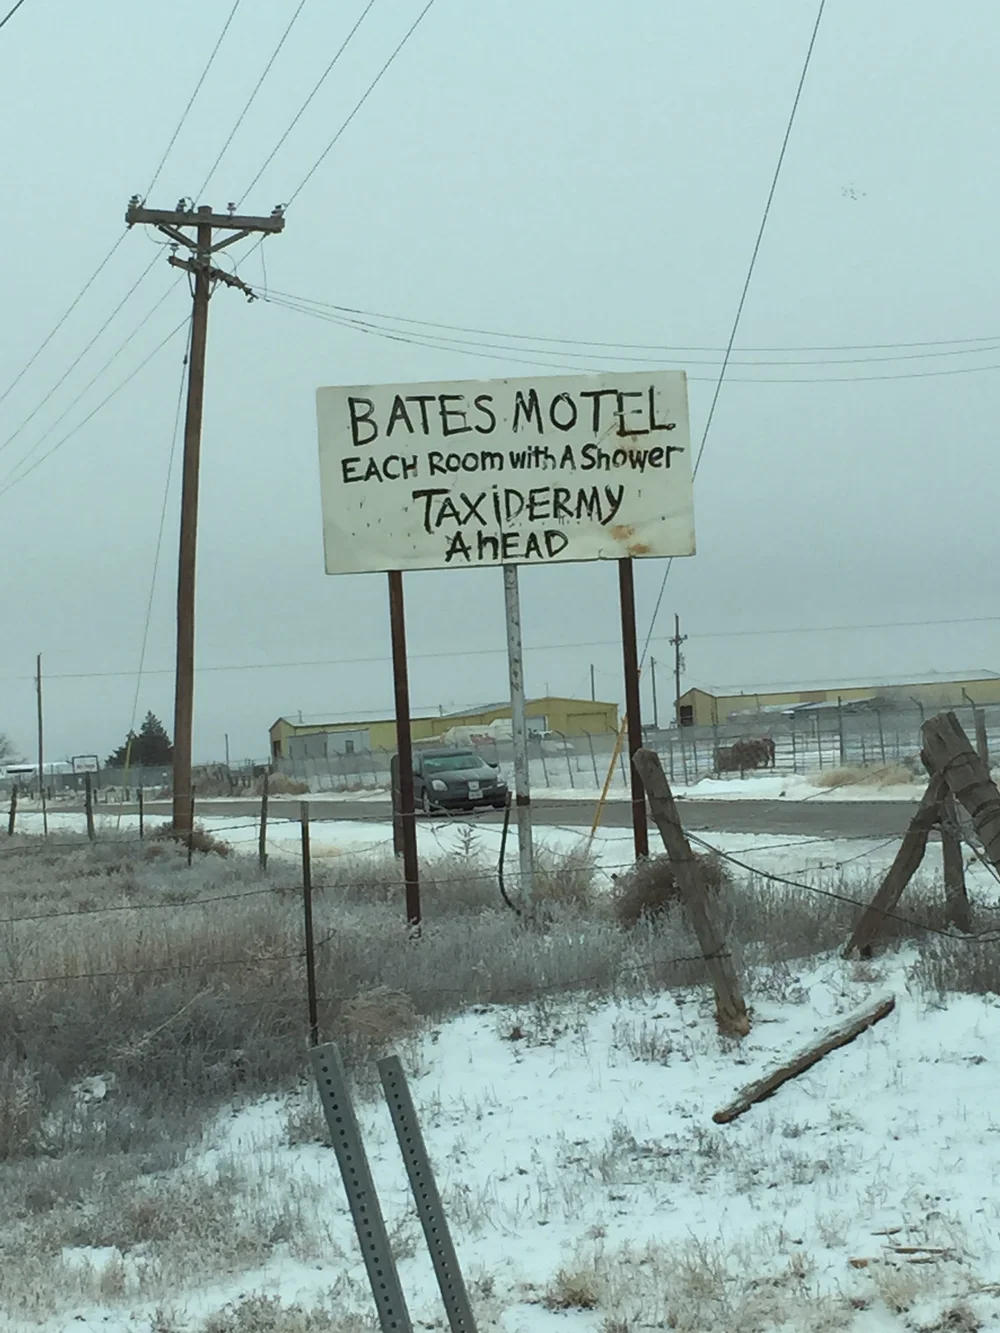 BATES MOTEL
EACH ROOM with A Shower
TAXiDERMY
AhEAD